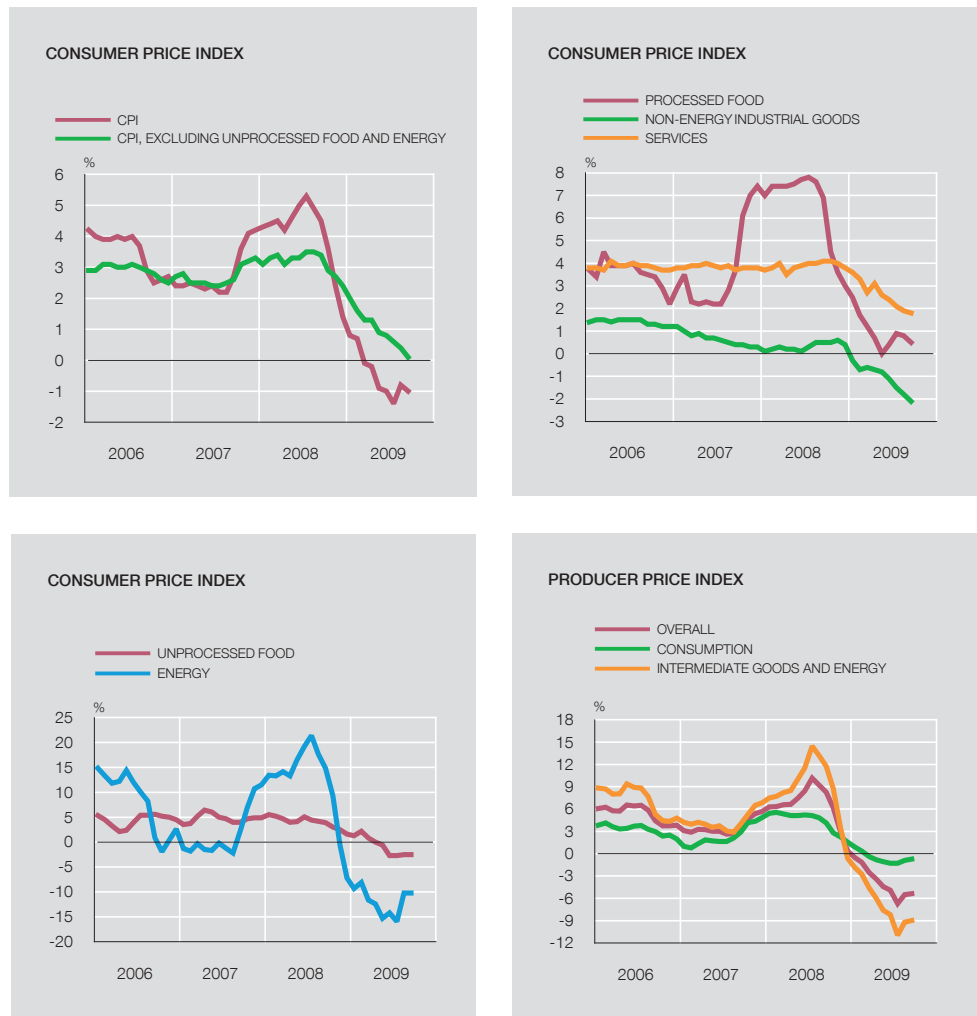 CONSUMER PRICE INDEX
CPI
CPI, EXCLUDING UNPROCESSED FOOD AND ENERGY
%
6
5
4
3
2
1
0
-1
-2
2006 2007 2008 2009
CONSUMER PRICE INDEX
PROCESSED FOOD
NON-ENERGY INDUSTRIAL GOODS
SERVICES
%
8
7
6
5
4
3
2
1
0
-1
-2
-3
2006 2007 2008 2009
CONSUMER PRICE INDEX
UNPROCESSED FOOD
ENERGY
%
25
20
15
10
5
0
-5
-10
-15
-20
2006 2007 2008 2009
PRODUCER PRICE INDEX
OVERALL
CONSUMPTION
INTERMEDIATE GOODS AND ENERGY
%
18
15
12
9
6
3
0
-3
-6
-9
-12
2006 2007 2008 2009